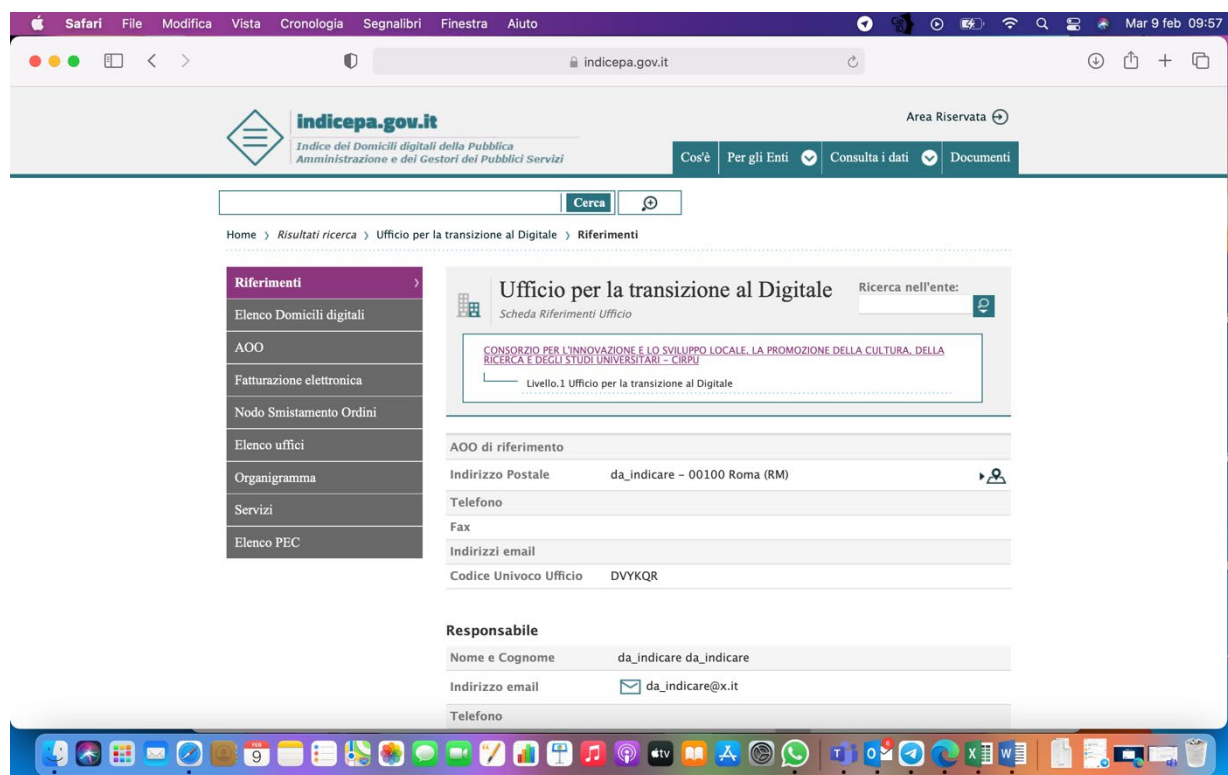 Safari File Modifica Vista Cronologia Segnalibri Finestra Aiuto Mar 9 feb 09:57
indicepa.gov.it
indicepa.gov.it
Indice dei Domicili digitali della Pubblica
Amministrazione e dei Gestori dei Pubblici Servizi
Area Riservata
Cos'è Per gli Enti Consulta i dati Documenti
Cerca
Home Risultati ricerca Ufficio per la transizione al Digitale Riferimenti
Riferimenti
Elenco Domicili digitali
AOO
Fatturazione elettronica
Nodo Smistamento Ordini
Elenco uffici
Organigramma
Servizi
Elenco PEC
Ufficio per la transizione al Digitale
Scheda Riferimenti Ufficio
Ricerca nell'ente:
CONSORZIO PER L'INNOVAZIONE E LO SVILUPPO LOCALE, LA PROMOZIONE DELLA CULTURA, DELLA
RICERCA E DEGLI STUDI UNIVERSITARI – CIRPU
Livello.1 Ufficio per la transizione al Digitale
AOO di riferimento
Indirizzo Postale da_indicare – 00100 Roma (RM)
Telefono
Fax
Indirizzi email
Codice Univoco Ufficio DVYKQR
Responsabile
Nome e Cognome da_indicare da_indicare
Indirizzo email da_indicare@x.it
Telefono
FEB
9
tv